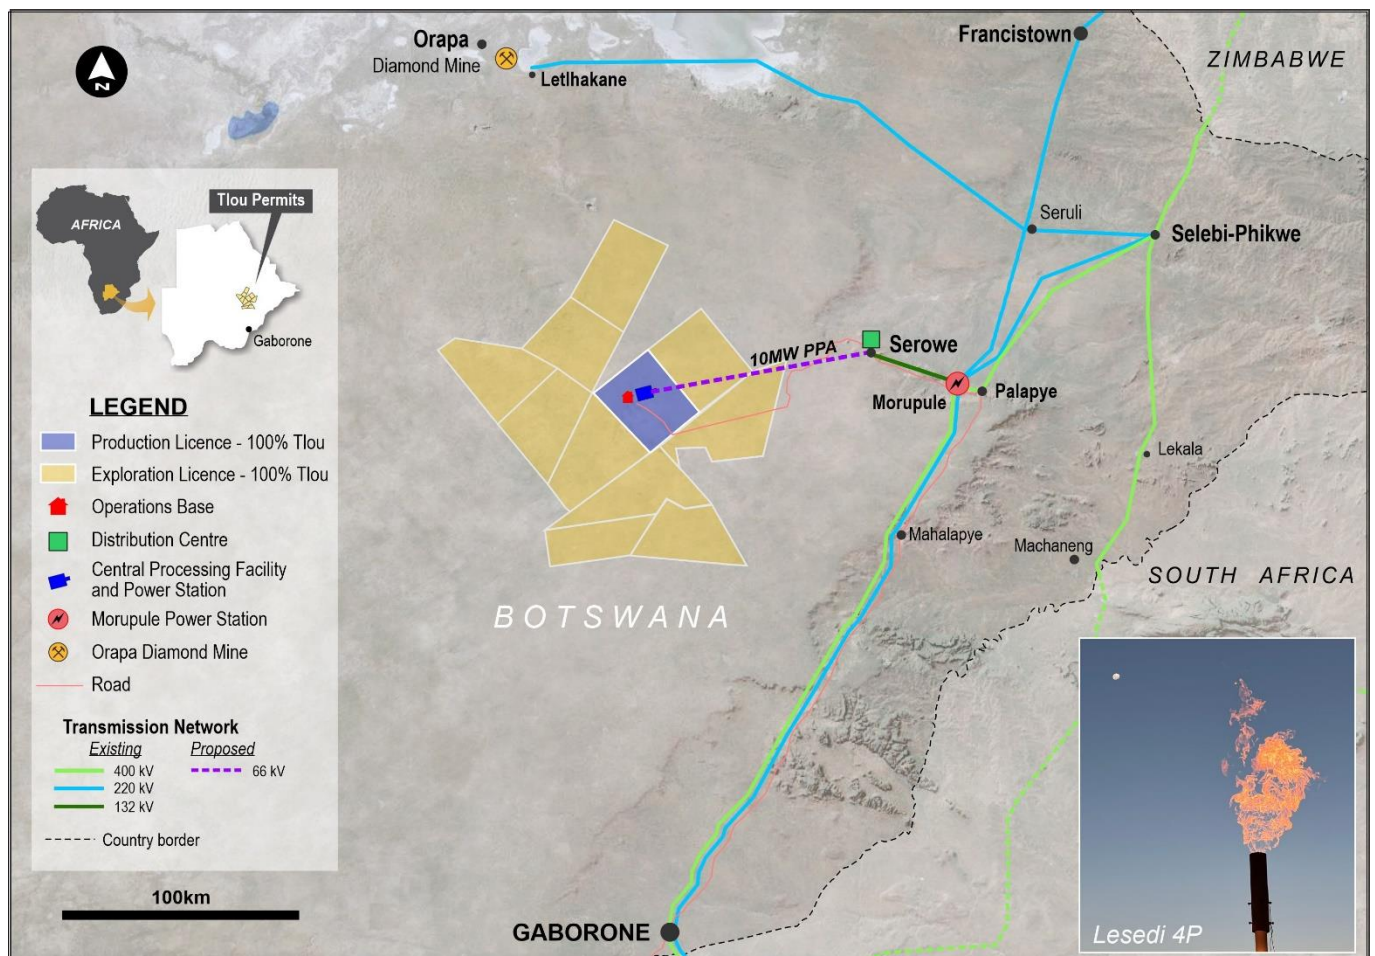 Orapa
Diamond Mine
Letlhakane
Francistown
ZIMBABWE
N
Tlou Permits
AFRICA
Gaborone
Seruli
Selebi-Phikwe
10MW PPA
Serowe
Morupule
Palapye
Lekala
Mahalapye
Machaneng
SOUTH AFRICA
BOTSWANA
GABORONE
LEGEND
Production Licence - 100% Tlou
Exploration Licence - 100% Tlou
Operations Base
Distribution Centre
Central Processing Facility
and Power Station
Morupule Power Station
Orapa Diamond Mine
Road
Transmission Network
Existing Proposed
400 kV 66 kV
220 kV
132 kV
Country border
100km
Lesedi 4P